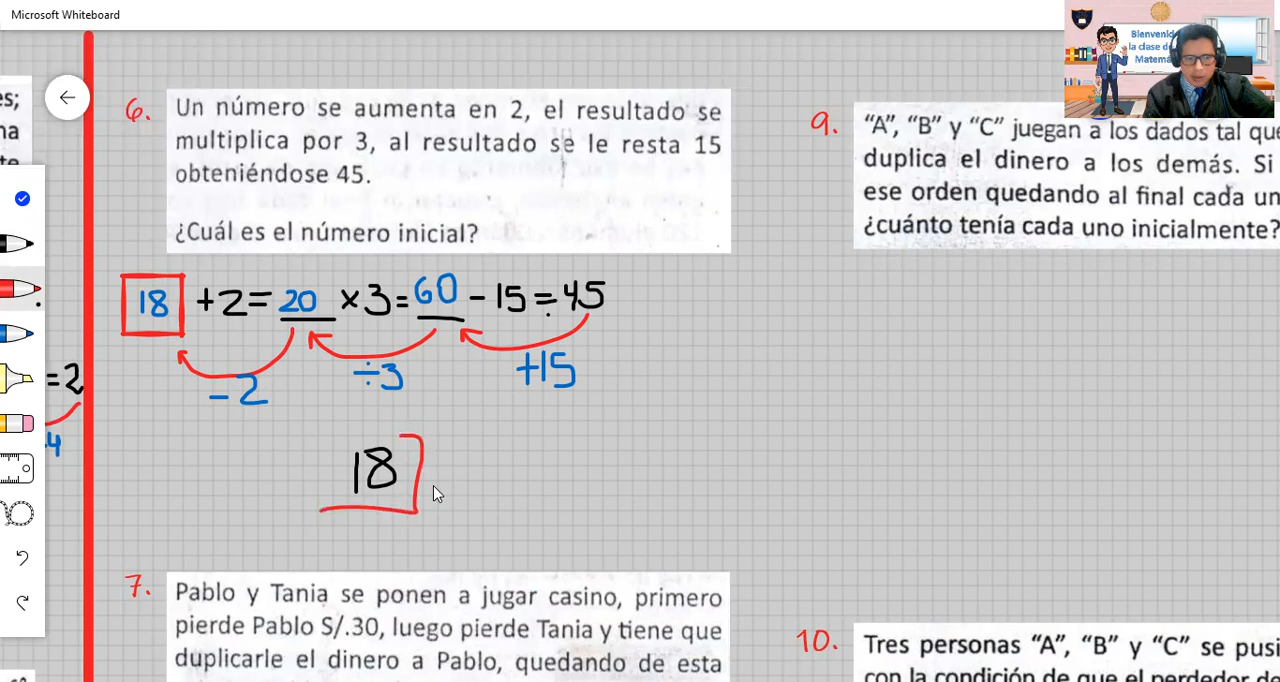 Microsoft Whiteboard
Bienvenid
la clase d
Matemá
s;
na
te
6.
Un número se aumenta en 2, el resultado se
multiplica por 3, al resultado se le resta 15
obteniéndose 45.
¿Cuál es el número inicial?
18 +2= 20 ×3= 60 -15 = 45
-2 ÷3 +15
18
=2
4
7.
Pablo y Tania se ponen a jugar casino, primero
pierde Pablo S/.30, luego pierde Tania y tiene que
duplicarle el dinero a Pablo, quedando de esta
9.
“A”, “B” y “C” juegan a los dados tal que
duplica el dinero a los demás. Si
ese orden quedando al final cada un
¿cuánto tenía cada uno inicialmente?
10.
Tres personas “A”, “B” y “C” se pusi
con la condición de que el perdedor de